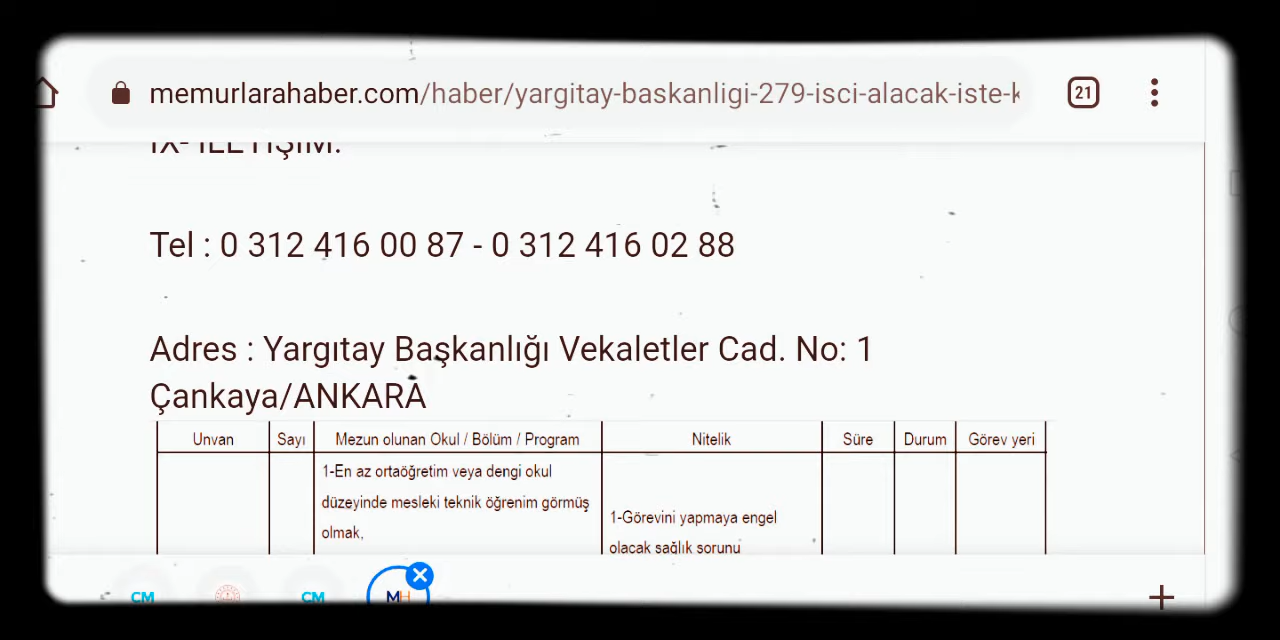 memurlarahaber.com/haber/yargitay-baskanligi-279-isci-alacak-iste-k
21
IX- İLETİŞİM:
Tel : 0 312 416 00 87 - 0 312 416 02 88
Adres : Yargıtay Başkanlığı Vekaletler Cad. No: 1
Çankaya/ANKARA
Unvan Sayı Mezun olunan Okul / Bölüm / Program Nitelik Süre Durum Görev yeri
1-En az ortaöğretim veya dengi okul
düzeyinde mesleki teknik öğrenim görmüş
olmak,
1-Görevini yapmaya engel
olacak sağlık sorunu
CM CM MH